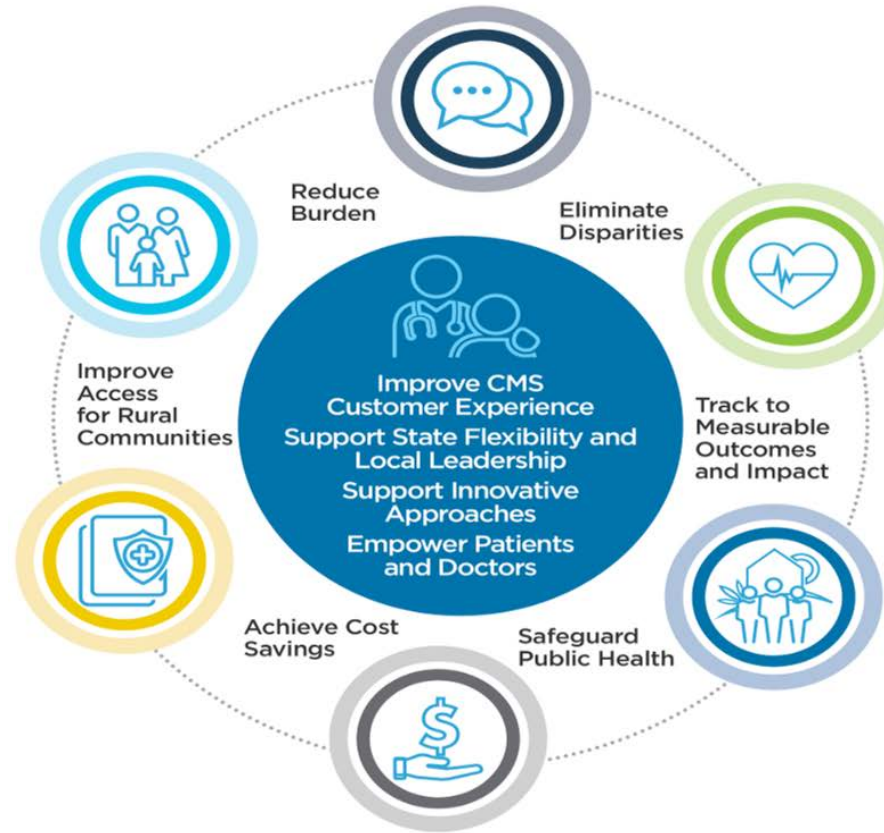 Reduce
Burden
Eliminate
Disparities
Improve
Access
for Rural
Communities
Improve CMS
Customer Experience
Support State Flexibility and
Local Leadership
Support Innovative
Approaches
Empower Patients
and Doctors
Track to
Measurable
Outcomes
and Impact
Achieve Cost
Savings
Safeguard
Public Health
$